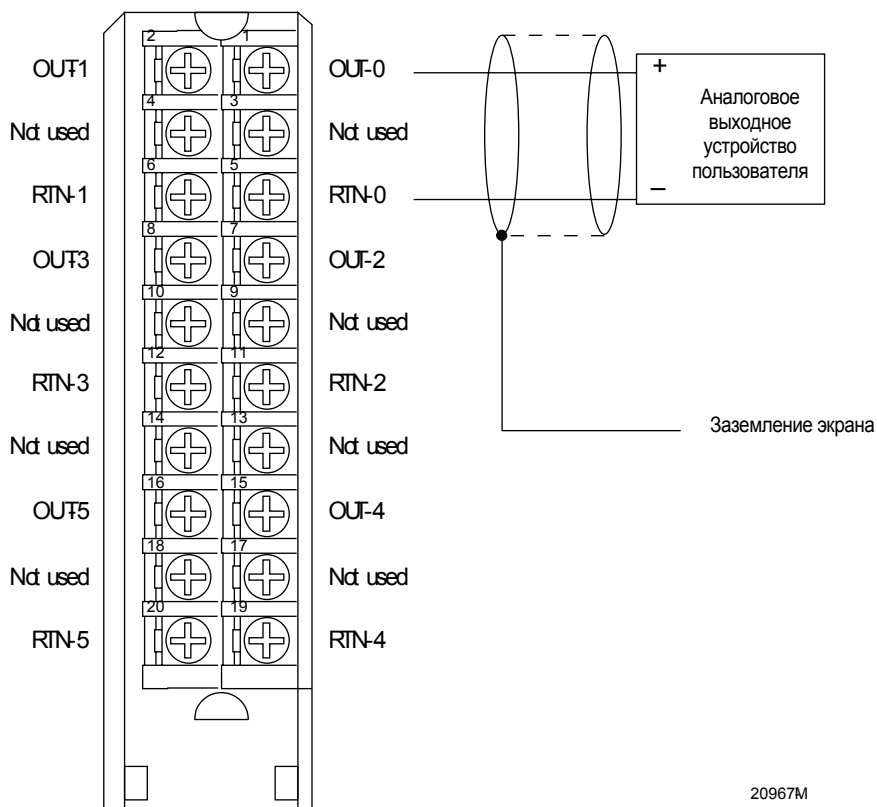 2 1
OUT-1 OUT-0 +
4 3
Not used Not used
6 5
RTN-1 RTN-0 –
8 7
OUT-3 OUT-2
10 9
Not used Not used
12 11
RTN-3 RTN-2
14 13
Not used Not used
16 15
OUT-5 OUT-4
18 17
Not used Not used
20 19
RTN-5 RTN-4
Аналоговое
выходное
устройство
пользователя
Заземление экрана
20967M